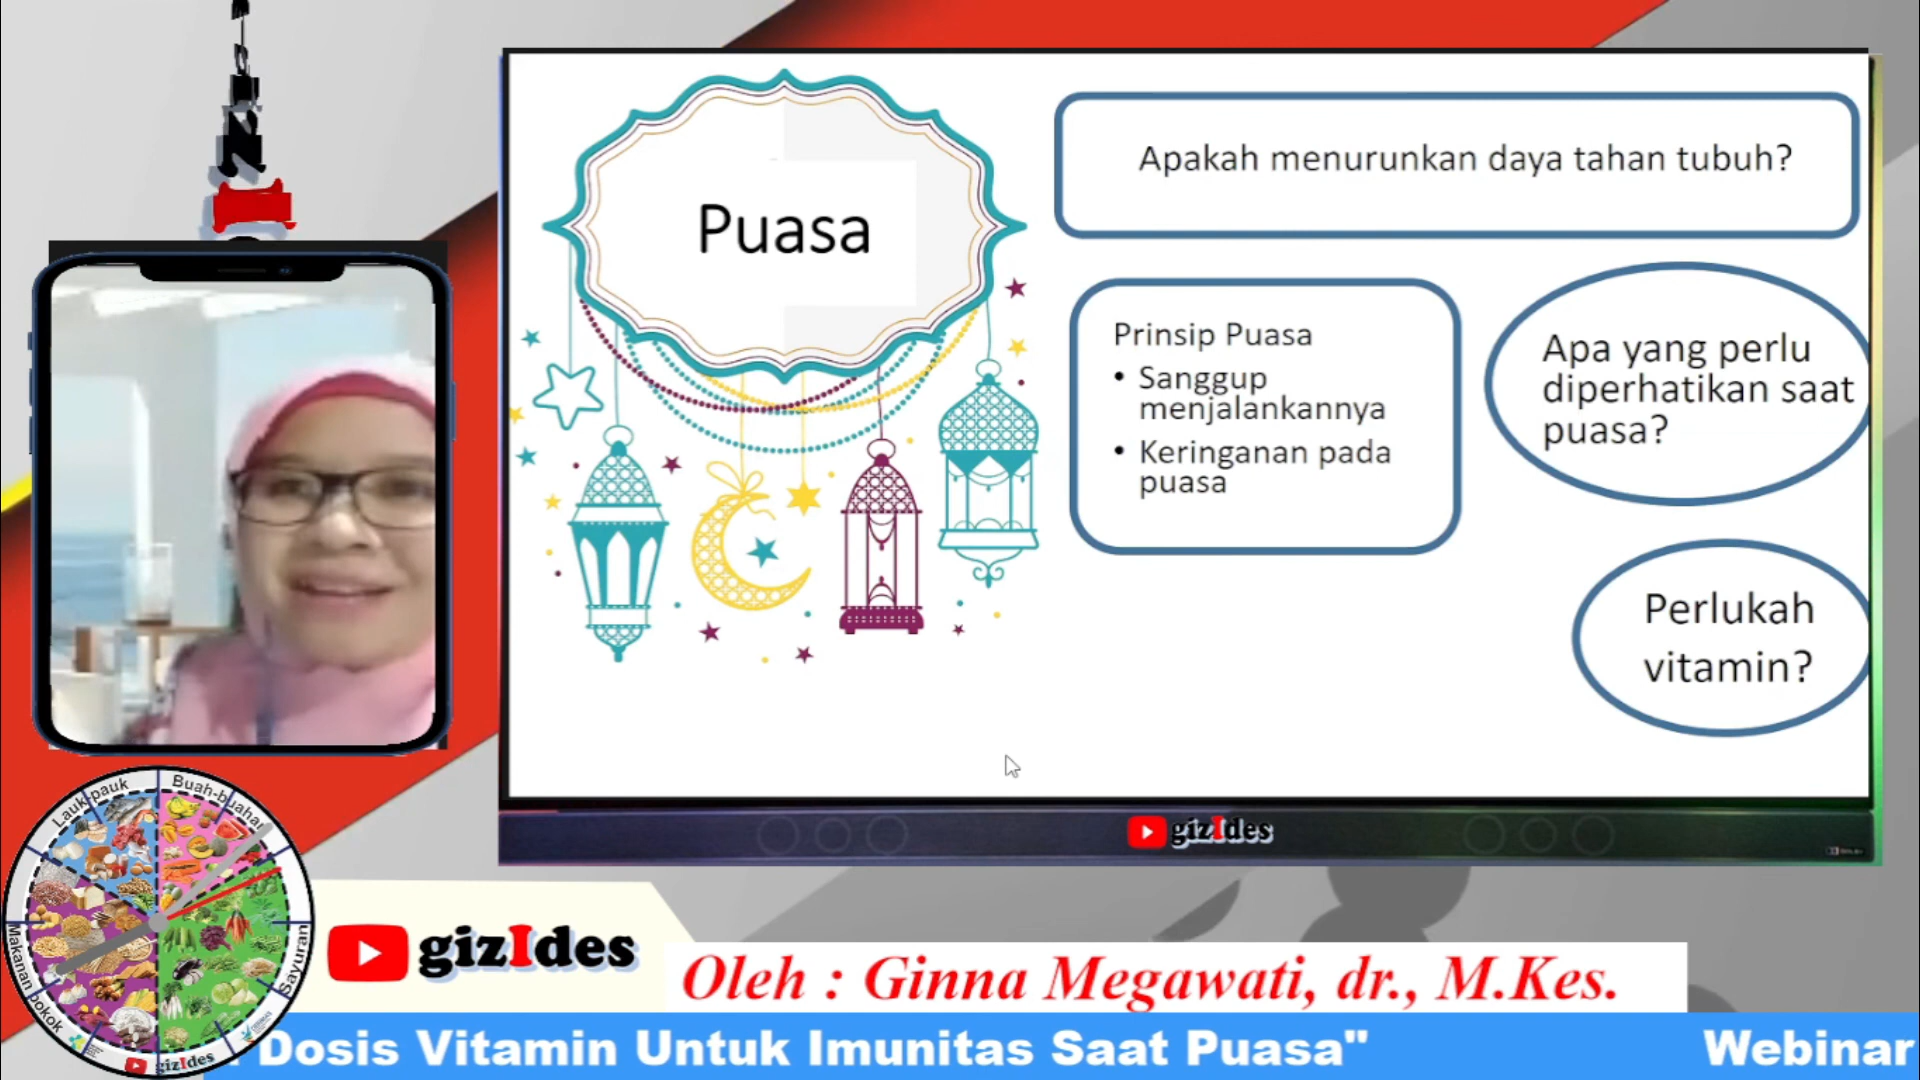 Puasa
Apakah menurunkan daya tahan tubuh?
Prinsip Puasa
• Sanggup
menjalankannya
• Keringanan pada
puasa
Apa yang perlu
diperhatikan saat
puasa?
Perlukah
vitamin?
gizIdes
Lauk-pauk
Buah-buahan
Makanan pokok
Sayuran
gizIdes
gizIdes
Oleh : Ginna Megawati, dr., M.Kes.
"Dosis Vitamin Untuk Imunitas Saat Puasa"
Webinar